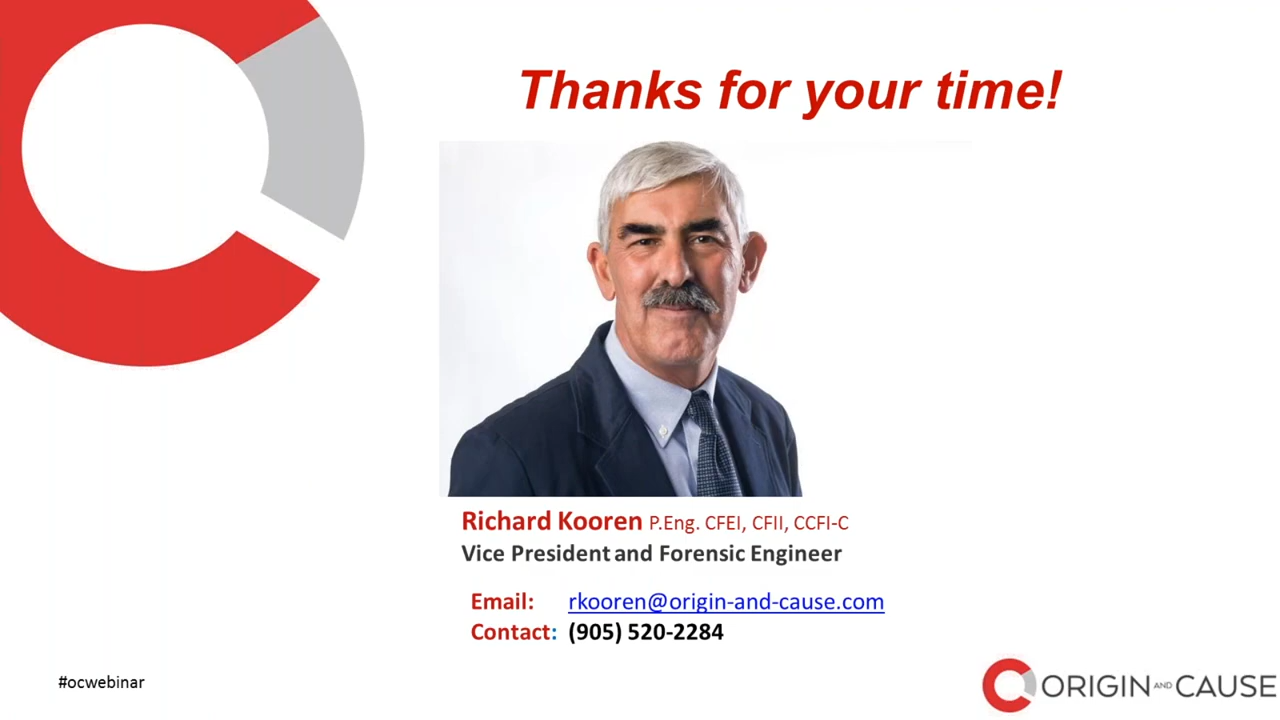 Thanks for your time!
Richard Kooren P.Eng. CFEI, CFII, CCFI-C
Vice President and Forensic Engineer
Email: rkooren@origin-and-cause.com
Contact: (905) 520-2284
#ocwebinar
ORIGIN AND CAUSE